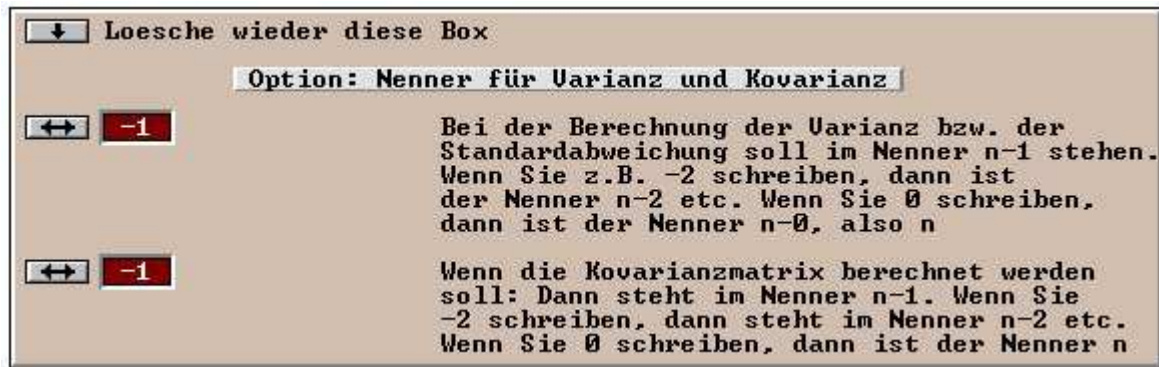 Loesche wieder diese Box
Option: Nenner für Varianz und Kovarianz
-1
Bei der Berechnung der Varianz bzw. der
Standardabweichung soll im Nenner n-1 stehen.
Wenn Sie z.B. -2 schreiben, dann ist
der Nenner n-2 etc. Wenn Sie 0 schreiben,
dann ist der Nenner n-0, also n
-1
Wenn die Kovarianzmatrix berechnet werden
soll: Dann steht im Nenner n-1. Wenn Sie
-2 schreiben, dann steht im Nenner n-2 etc.
Wenn Sie 0 schreiben, dann ist der Nenner n